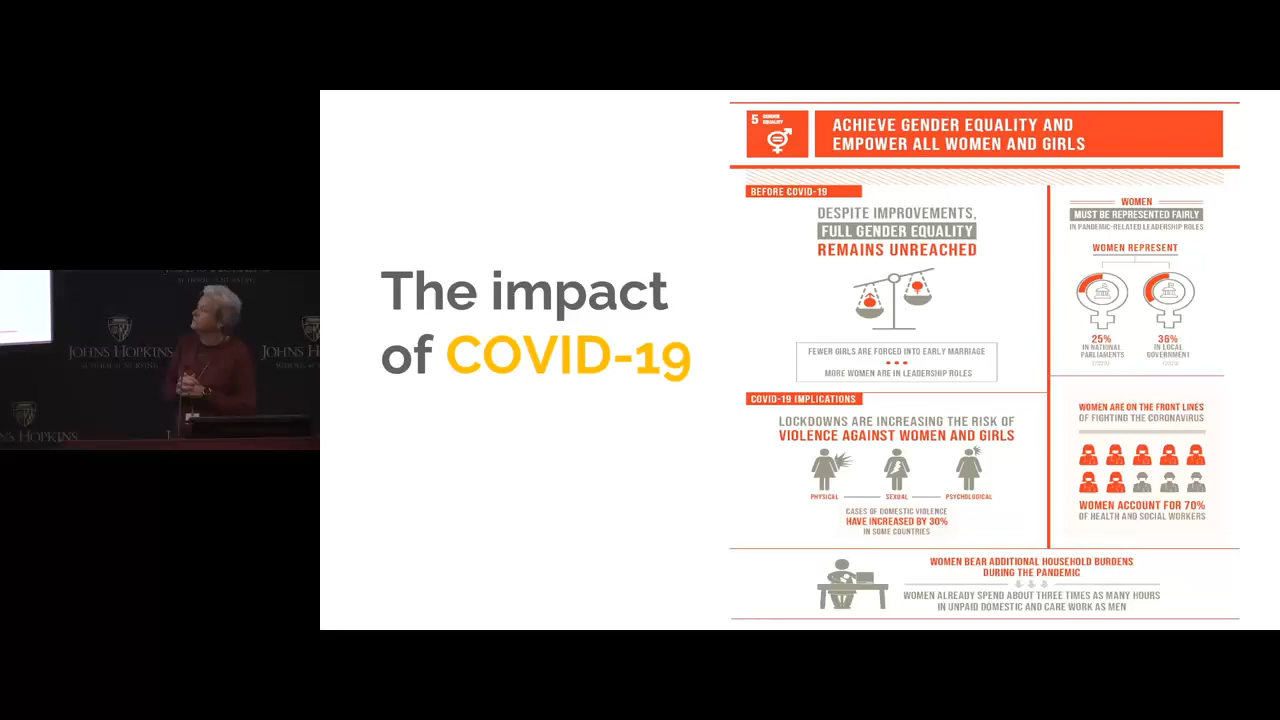 JOHNS HOPKINS
JOHNS HOPKINS
HOPKINS
The impact
of COVID-19
5 GENDER
EQUALITY
ACHIEVE GENDER EQUALITY AND
EMPOWER ALL WOMEN AND GIRLS
BEFORE COVID-19
DESPITE IMPROVEMENTS,
FULL GENDER EQUALITY
REMAINS UNREACHED
FEWER GIRLS ARE FORCED INTO EARLY MARRIAGE
MORE WOMEN ARE IN LEADERSHIP ROLES
COVID-19 IMPLICATIONS
LOCKDOWNS ARE INCREASING THE RISK OF
VIOLENCE AGAINST WOMEN AND GIRLS
PHYSICAL SEXUAL PSYCHOLOGICAL
CASES OF DOMESTIC VIOLENCE
HAVE INCREASED BY 30%
IN SOME COUNTRIES
WOMEN
MUST BE REPRESENTED FAIRLY
IN PANDEMIC-RELATED LEADERSHIP ROLES
WOMEN REPRESENT
25%
IN NATIONAL
PARLIAMENTS
36%
IN LOCAL
GOVERNMENT
WOMEN ARE ON THE FRONT LINES
OF FIGHTING THE CORONAVIRUS
WOMEN ACCOUNT FOR 70%
OF HEALTH AND SOCIAL WORKERS
WOMEN BEAR ADDITIONAL HOUSEHOLD BURDENS
DURING THE PANDEMIC
WOMEN ALREADY SPEND ABOUT THREE TIMES AS MANY HOURS
IN UNPAID DOMESTIC AND CARE WORK AS MEN